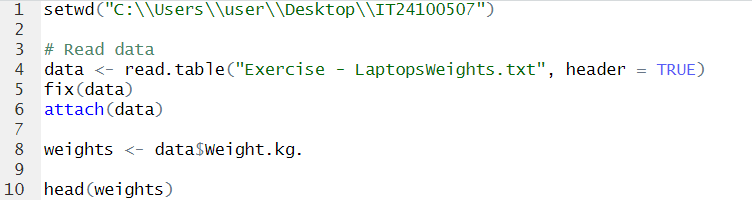 1 setwd("C:\\Users\\user\\Desktop\\IT24100507")
2
3 # Read data
4 data <- read.table("Exercise - LaptopsWeights.txt", header = TRUE)
5 fix(data)
6 attach(data)
7
8 weights <- data$Weight.kg.
9
10 head(weights)